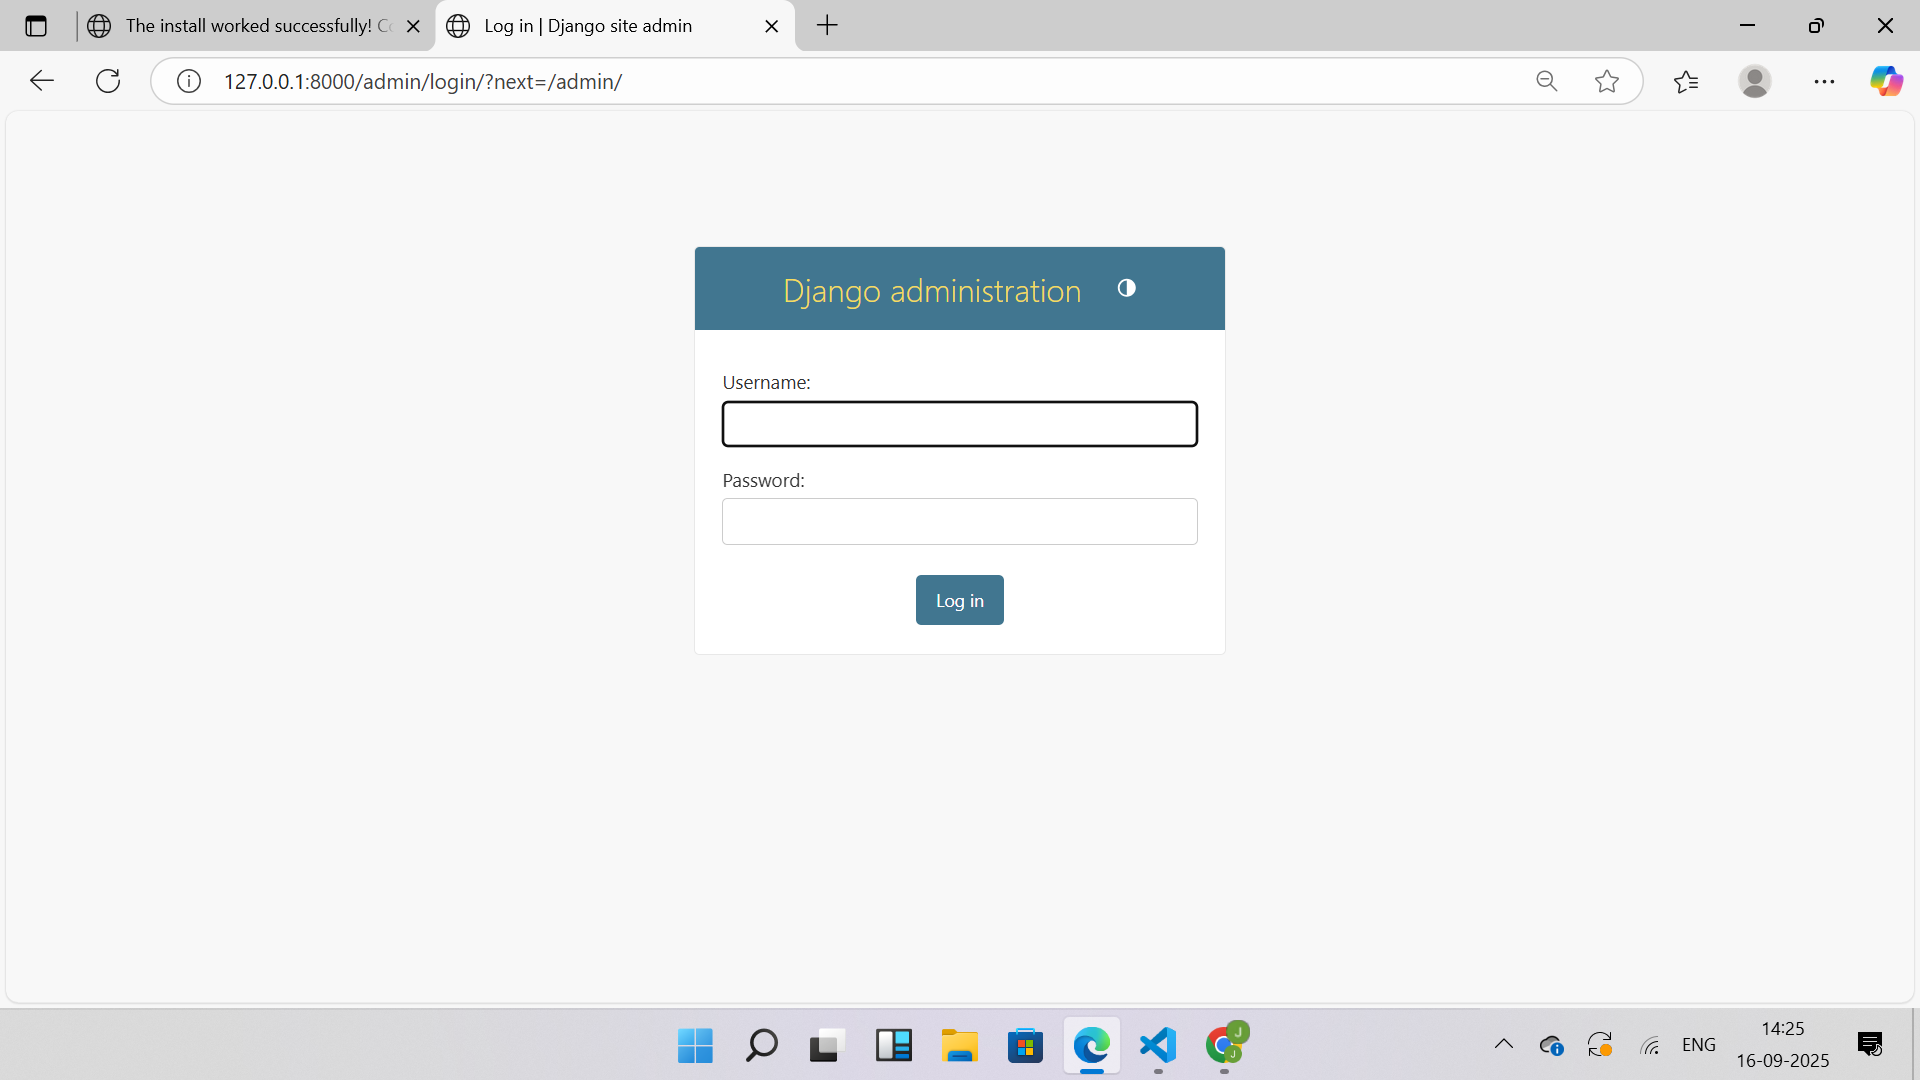 The install worked successfully! Co
Log in | Django site admin
127.0.0.1:8000/admin/login/?next=/admin/
Django administration
Username:
Password:
Log in
J
J
ENG
14:25
16-09-2025